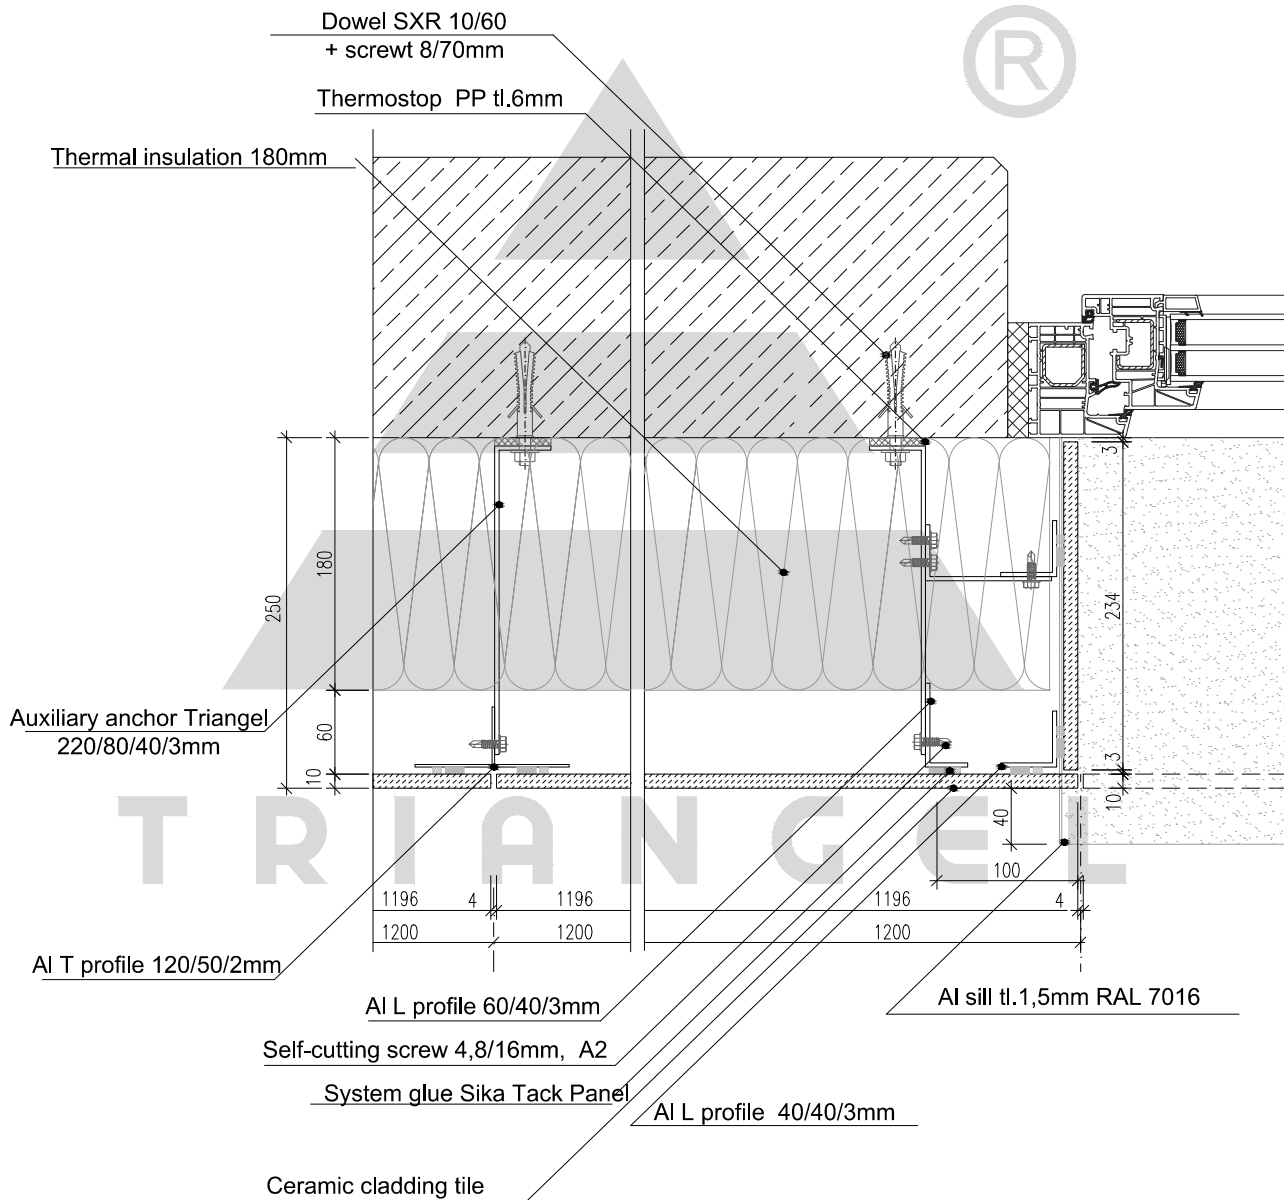 Dowel SXR 10/60
+ screwt 8/70mm
®
Thermostop PP tl.6mm
Thermal insulation 180mm
3
180
250
234
Auxiliary anchor Triangel
220/80/40/3mm
60
10
3
10
40
TRIANGEL
100
1196
4
1196
1196
4
1200
1200
1200
Al T profile 120/50/2mm
Al L profile 60/40/3mm
Al sill tl.1,5mm RAL 7016
Self-cutting screw 4,8/16mm, A2
System glue Sika Tack Panel
Al L profile 40/40/3mm
Ceramic cladding tile